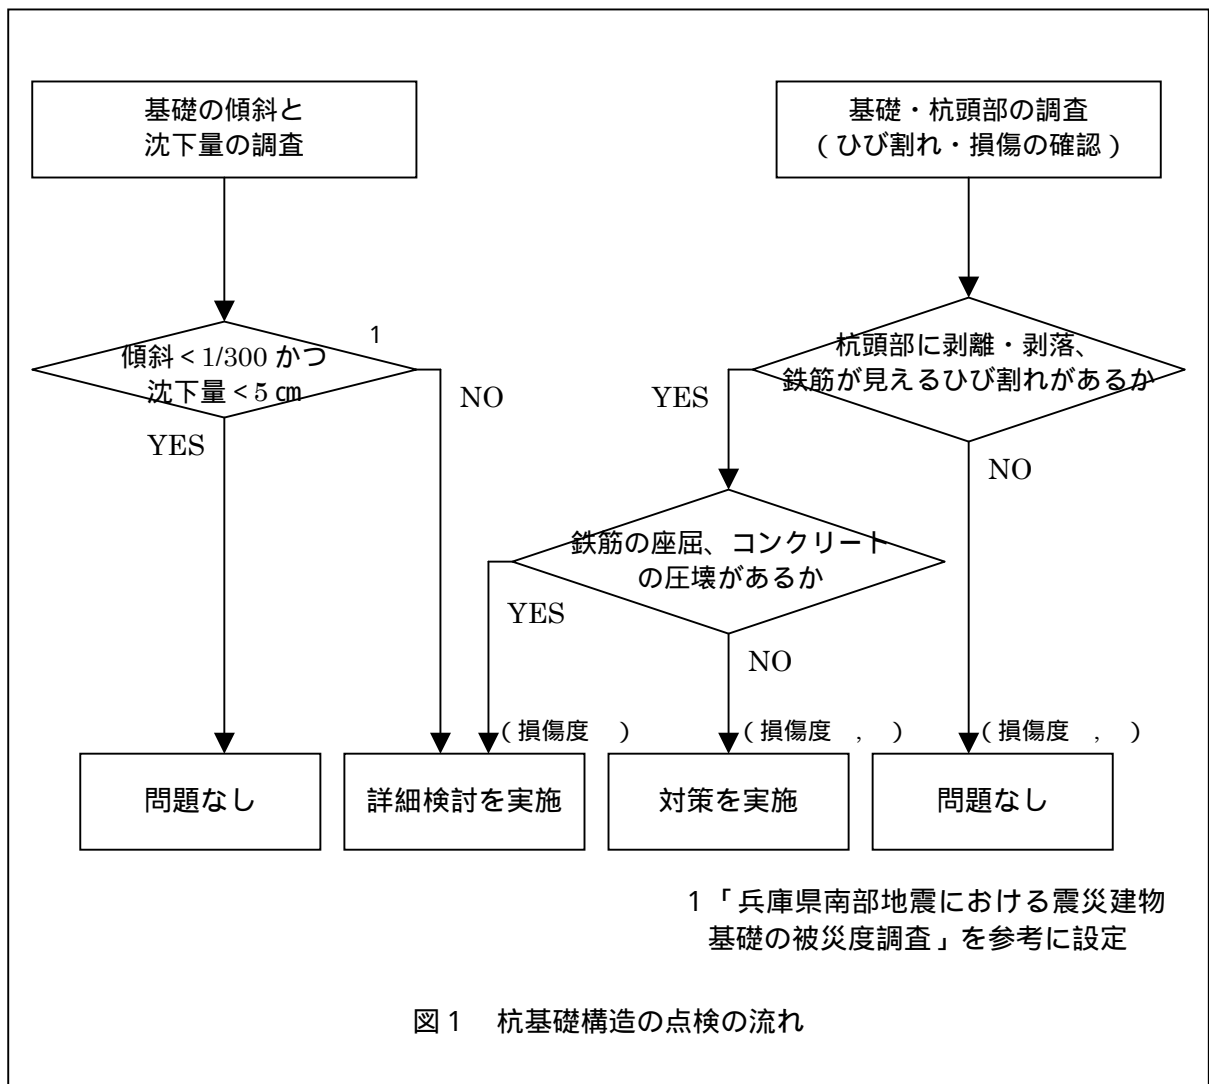 基礎の傾斜と
沈下量の調査
基礎・杭頭部の調査
(ひび割れ・損傷の確認)
1
傾斜<1/300 かつ
沈下量<5㎝
杭頭部に剥離・剥落、
鉄筋が見えるひび割れがあるか
NO
YES
YES
NO
鉄筋の座屈、コンクリート
の圧壊があるか
YES
NO
(損傷度 )
(損傷度 , )
(損傷度 , )
問題なし
詳細検討を実施
対策を実施
問題なし
1「兵庫県南部地震における震災建物
基礎の被災度調査」を参考に設定
図1 杭基礎構造の点検の流れ